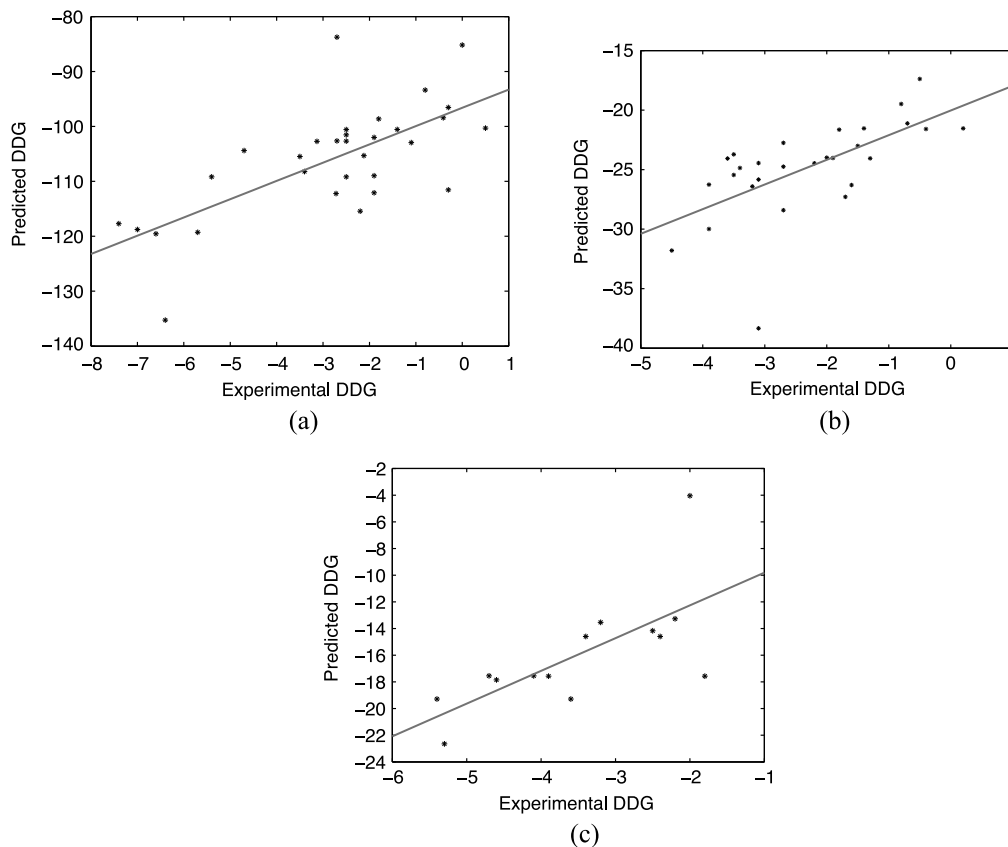 −80
−90
−100
−110
−120
−130
−140
Predicted DDG
−8 −7 −6 −5 −4 −3 −2 −1 0 1
Experimental DDG
(a)
−15
−20
−25
−30
−35
−40
Predicted DDG
−5 −4 −3 −2 −1 0
Experimental DDG
(b)
−2
−4
−6
−8
−10
−12
−14
−16
−18
−20
−22
−24
Predicted DDG
−6 −5 −4 −3 −2 −1
Experimental DDG
(c)